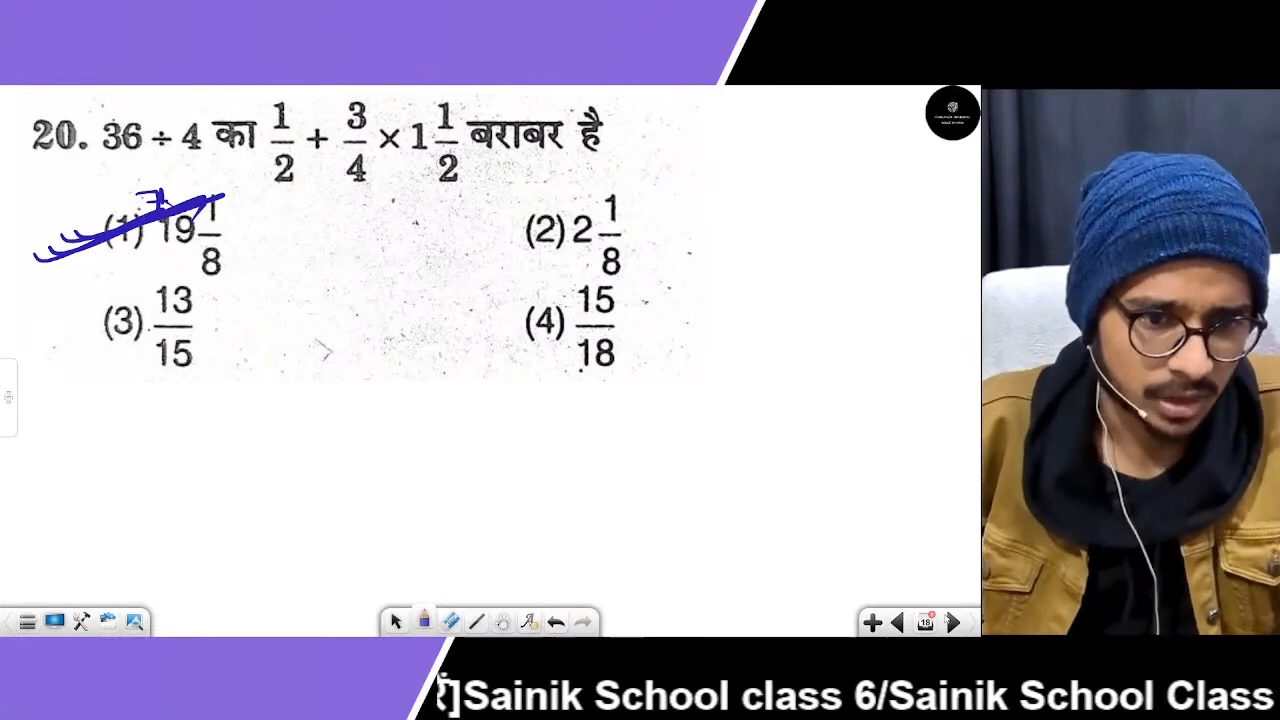 20. 36 ÷ 4 का 1/2 + 3/4 × 1 1/2 बराबर है
(1) 19 1/8
(2) 2 1/8
(3) 13/15
(4) 15/18
18
]Sainik School class 6/Sainik School Class